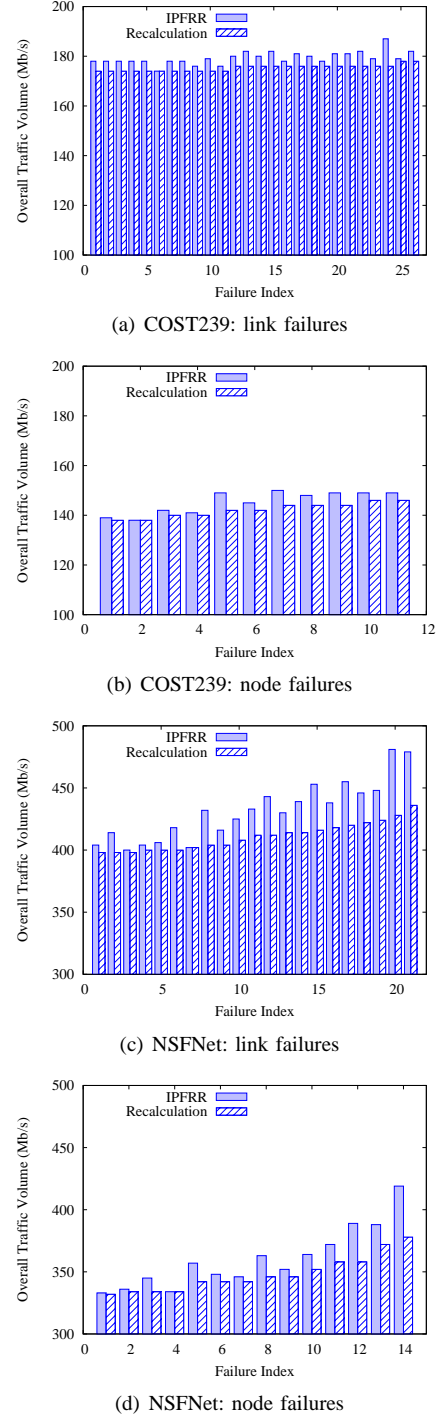 200
180
160
140
120
100
0 5 10 15 20 25
Overall Traffic Volume (Mb/s)
Failure Index
IPFRR
Recalculation
(a) COST239: link failures
200
180
160
140
120
100
0 2 4 6 8 10 12
Overall Traffic Volume (Mb/s)
Failure Index
IPFRR
Recalculation
(b) COST239: node failures
500
450
400
350
300
0 5 10 15 20
Overall Traffic Volume (Mb/s)
Failure Index
IPFRR
Recalculation
(c) NSFNet: link failures
500
450
400
350
300
0 2 4 6 8 10 12 14
Overall Traffic Volume (Mb/s)
Failure Index
IPFRR
Recalculation
(d) NSFNet: node failures